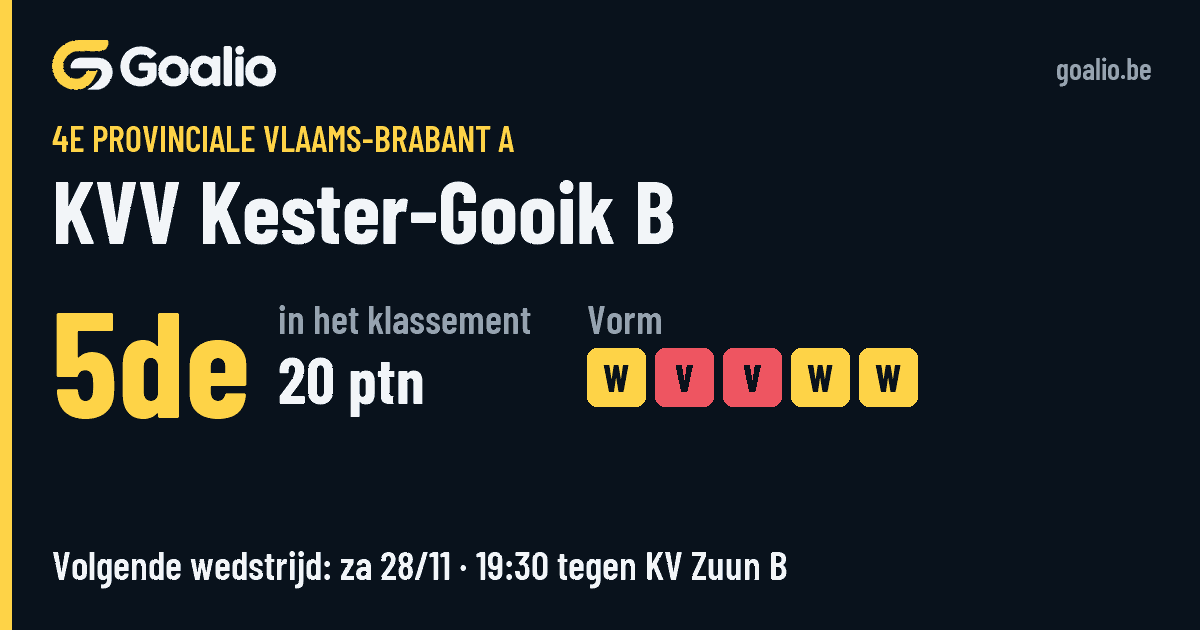 Goalio
goalio.be
4E PROVINCIALE VLAAMS-BRABANT A
KVV Kester-Gooik B
5de
in het klassement
20 ptn
Vorm
W V V W W
Volgende wedstrijd: za 28/11 · 19:30 tegen KV Zuun B